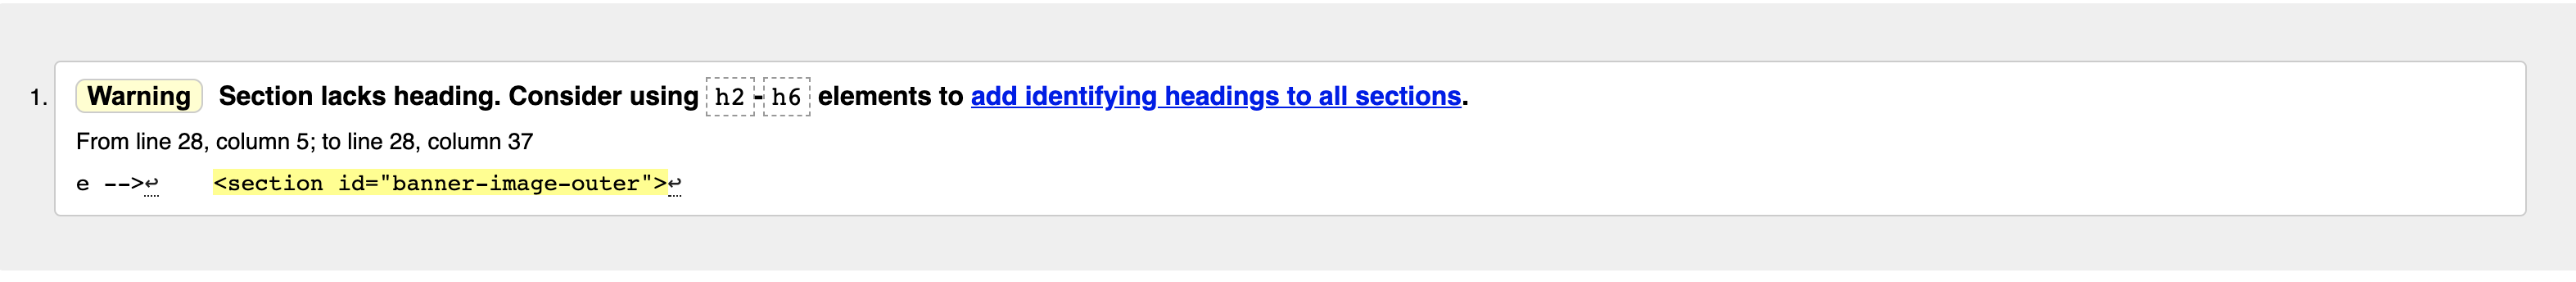 1. Warning Section lacks heading. Consider using h2-h6 elements to add identifying headings to all sections.
From line 28, column 5; to line 28, column 37
e -->↩    <section id="banner-image-outer">↩